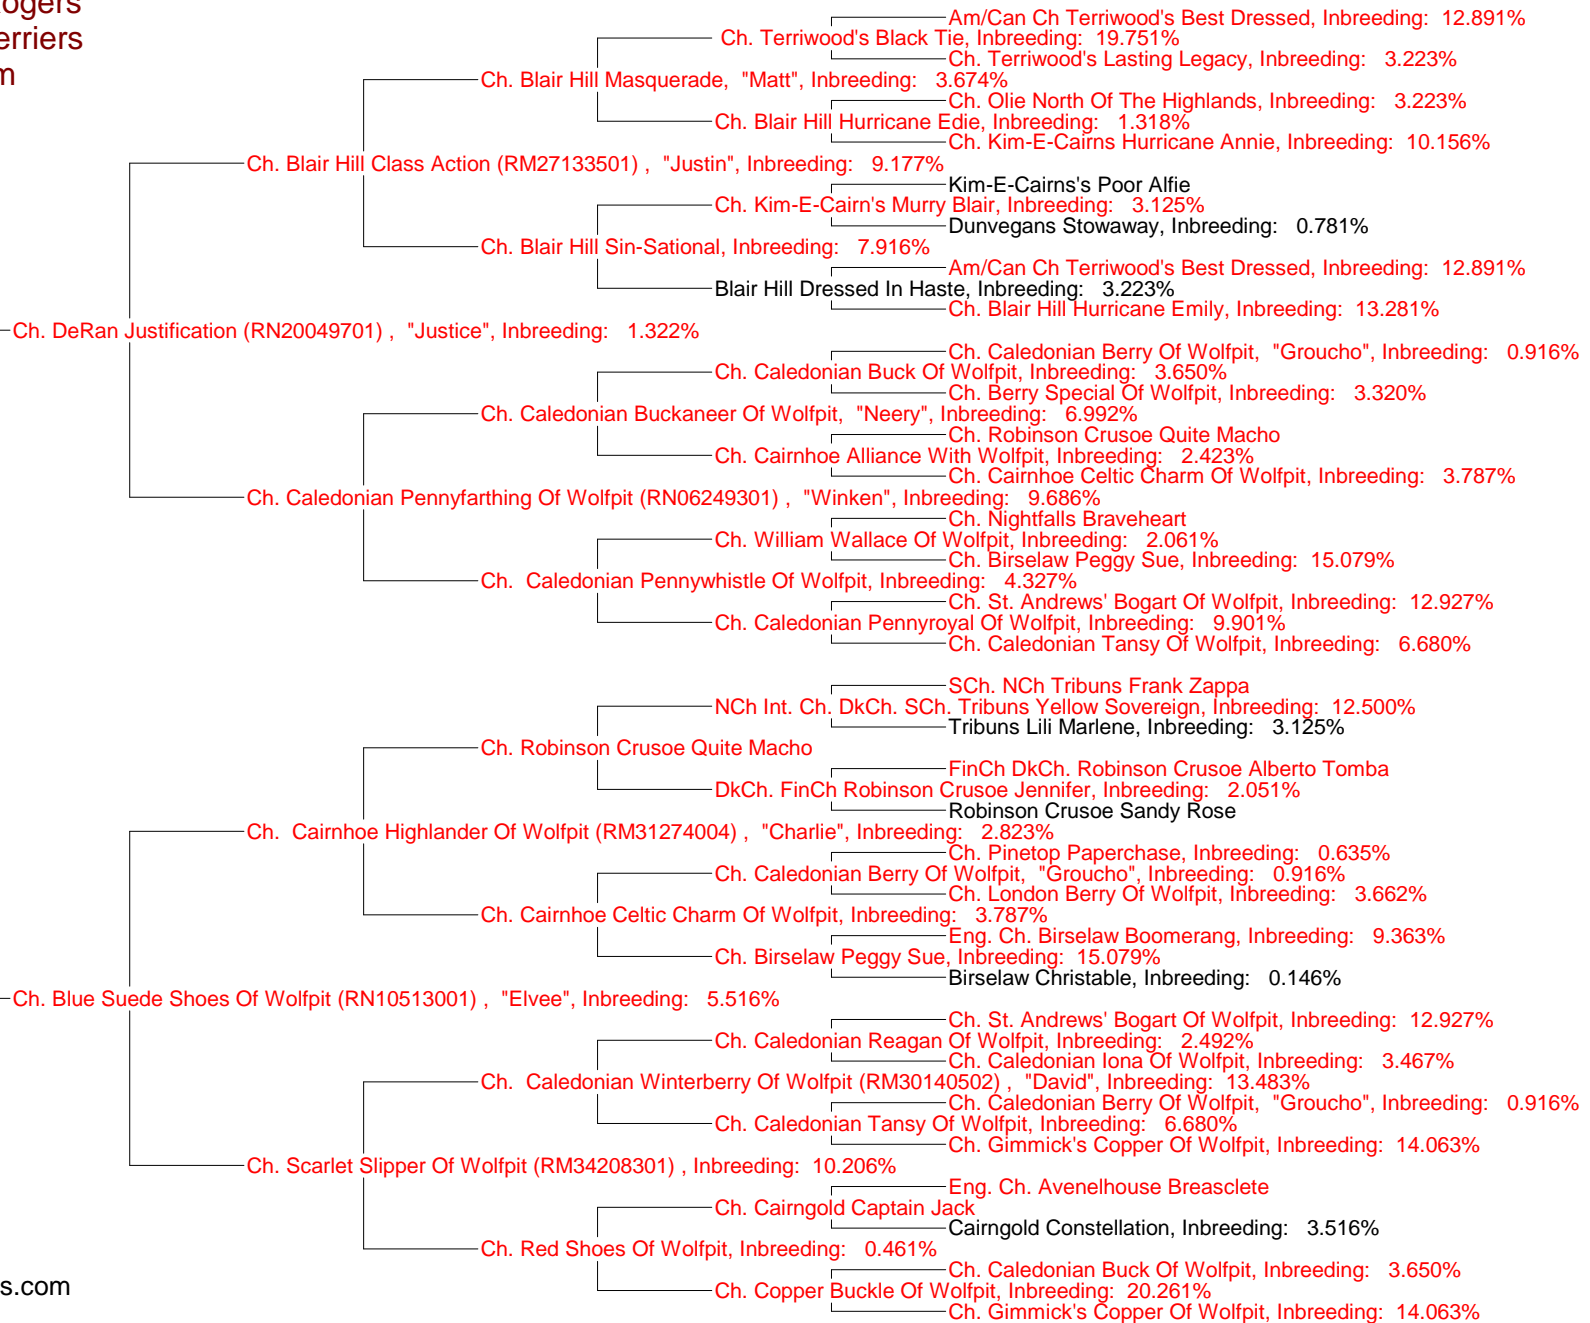 ogers
erriers
m
Am/Can Ch Terriwood's Best Dressed, Inbreeding: 12.891%
Ch. Terriwood's Black Tie, Inbreeding: 19.751%
Ch. Terriwood's Lasting Legacy, Inbreeding: 3.223%
Ch. Blair Hill Masquerade, "Matt", Inbreeding: 3.674%
Ch. Olie North Of The Highlands, Inbreeding: 3.223%
Ch. Blair Hill Hurricane Edie, Inbreeding: 1.318%
Ch. Kim-E-Cairns Hurricane Annie, Inbreeding: 10.156%
Ch. Blair Hill Class Action (RM27133501) , "Justin", Inbreeding: 9.177%
Kim-E-Cairns's Poor Alfie
Ch. Kim-E-Cairn's Murry Blair, Inbreeding: 3.125%
Dunvegans Stowaway, Inbreeding: 0.781%
Ch. Blair Hill Sin-Sational, Inbreeding: 7.916%
Am/Can Ch Terriwood's Best Dressed, Inbreeding: 12.891%
Blair Hill Dressed In Haste, Inbreeding: 3.223%
Ch. Blair Hill Hurricane Emily, Inbreeding: 13.281%
Ch. DeRan Justification (RN20049701) , "Justice", Inbreeding: 1.322%
Ch. Caledonian Berry Of Wolfpit, "Groucho", Inbreeding: 0.916%
Ch. Caledonian Buck Of Wolfpit, Inbreeding: 3.650%
Ch. Berry Special Of Wolfpit, Inbreeding: 3.320%
Ch. Caledonian Buckaneer Of Wolfpit, "Neery", Inbreeding: 6.992%
Ch. Robinson Crusoe Quite Macho
Ch. Cairnhoe Alliance With Wolfpit, Inbreeding: 2.423%
Ch. Cairnhoe Celtic Charm Of Wolfpit, Inbreeding: 3.787%
Ch. Caledonian Pennyfarthing Of Wolfpit (RN06249301) , "Winken", Inbreeding: 9.686%
Ch. Nightfalls Braveheart
Ch. William Wallace Of Wolfpit, Inbreeding: 2.061%
Ch. Birselaw Peggy Sue, Inbreeding: 15.079%
Ch. Caledonian Pennywhistle Of Wolfpit, Inbreeding: 4.327%
Ch. St. Andrews' Bogart Of Wolfpit, Inbreeding: 12.927%
Ch. Caledonian Pennyroyal Of Wolfpit, Inbreeding: 9.901%
Ch. Caledonian Tansy Of Wolfpit, Inbreeding: 6.680%
SCh. NCh Tribuns Frank Zappa
NCh Int. Ch. DkCh. SCh. Tribuns Yellow Sovereign, Inbreeding: 12.500%
Tribuns Lili Marlene, Inbreeding: 3.125%
Ch. Robinson Crusoe Quite Macho
FinCh DkCh. Robinson Crusoe Alberto Tomba
DkCh. FinCh Robinson Crusoe Jennifer, Inbreeding: 2.051%
Robinson Crusoe Sandy Rose
Ch. Cairnhoe Highlander Of Wolfpit (RM31274004) , "Charlie", Inbreeding: 2.823%
Ch. Pinetop Paperchase, Inbreeding: 0.635%
Ch. Caledonian Berry Of Wolfpit, "Groucho", Inbreeding: 0.916%
Ch. London Berry Of Wolfpit, Inbreeding: 3.662%
Ch. Cairnhoe Celtic Charm Of Wolfpit, Inbreeding: 3.787%
Eng. Ch. Birselaw Boomerang, Inbreeding: 9.363%
Ch. Birselaw Peggy Sue, Inbreeding: 15.079%
Birselaw Christable, Inbreeding: 0.146%
Ch. Blue Suede Shoes Of Wolfpit (RN10513001) , "Elvee", Inbreeding: 5.516%
Ch. St. Andrews' Bogart Of Wolfpit, Inbreeding: 12.927%
Ch. Caledonian Reagan Of Wolfpit, Inbreeding: 2.492%
Ch. Caledonian Iona Of Wolfpit, Inbreeding: 3.467%
Ch. Caledonian Winterberry Of Wolfpit (RM30140502) , "David", Inbreeding: 13.483%
Ch. Caledonian Berry Of Wolfpit, "Groucho", Inbreeding: 0.916%
Ch. Caledonian Tansy Of Wolfpit, Inbreeding: 6.680%
Ch. Gimmick's Copper Of Wolfpit, Inbreeding: 14.063%
Ch. Scarlet Slipper Of Wolfpit (RM34208301) , Inbreeding: 10.206%
Eng. Ch. Avenelhouse Breasclete
Ch. Cairngold Captain Jack
Cairngold Constellation, Inbreeding: 3.516%
Ch. Red Shoes Of Wolfpit, Inbreeding: 0.461%
Ch. Caledonian Buck Of Wolfpit, Inbreeding: 3.650%
s.com
Ch. Copper Buckle Of Wolfpit, Inbreeding: 20.261%
Ch. Gimmick's Copper Of Wolfpit, Inbreeding: 14.063%